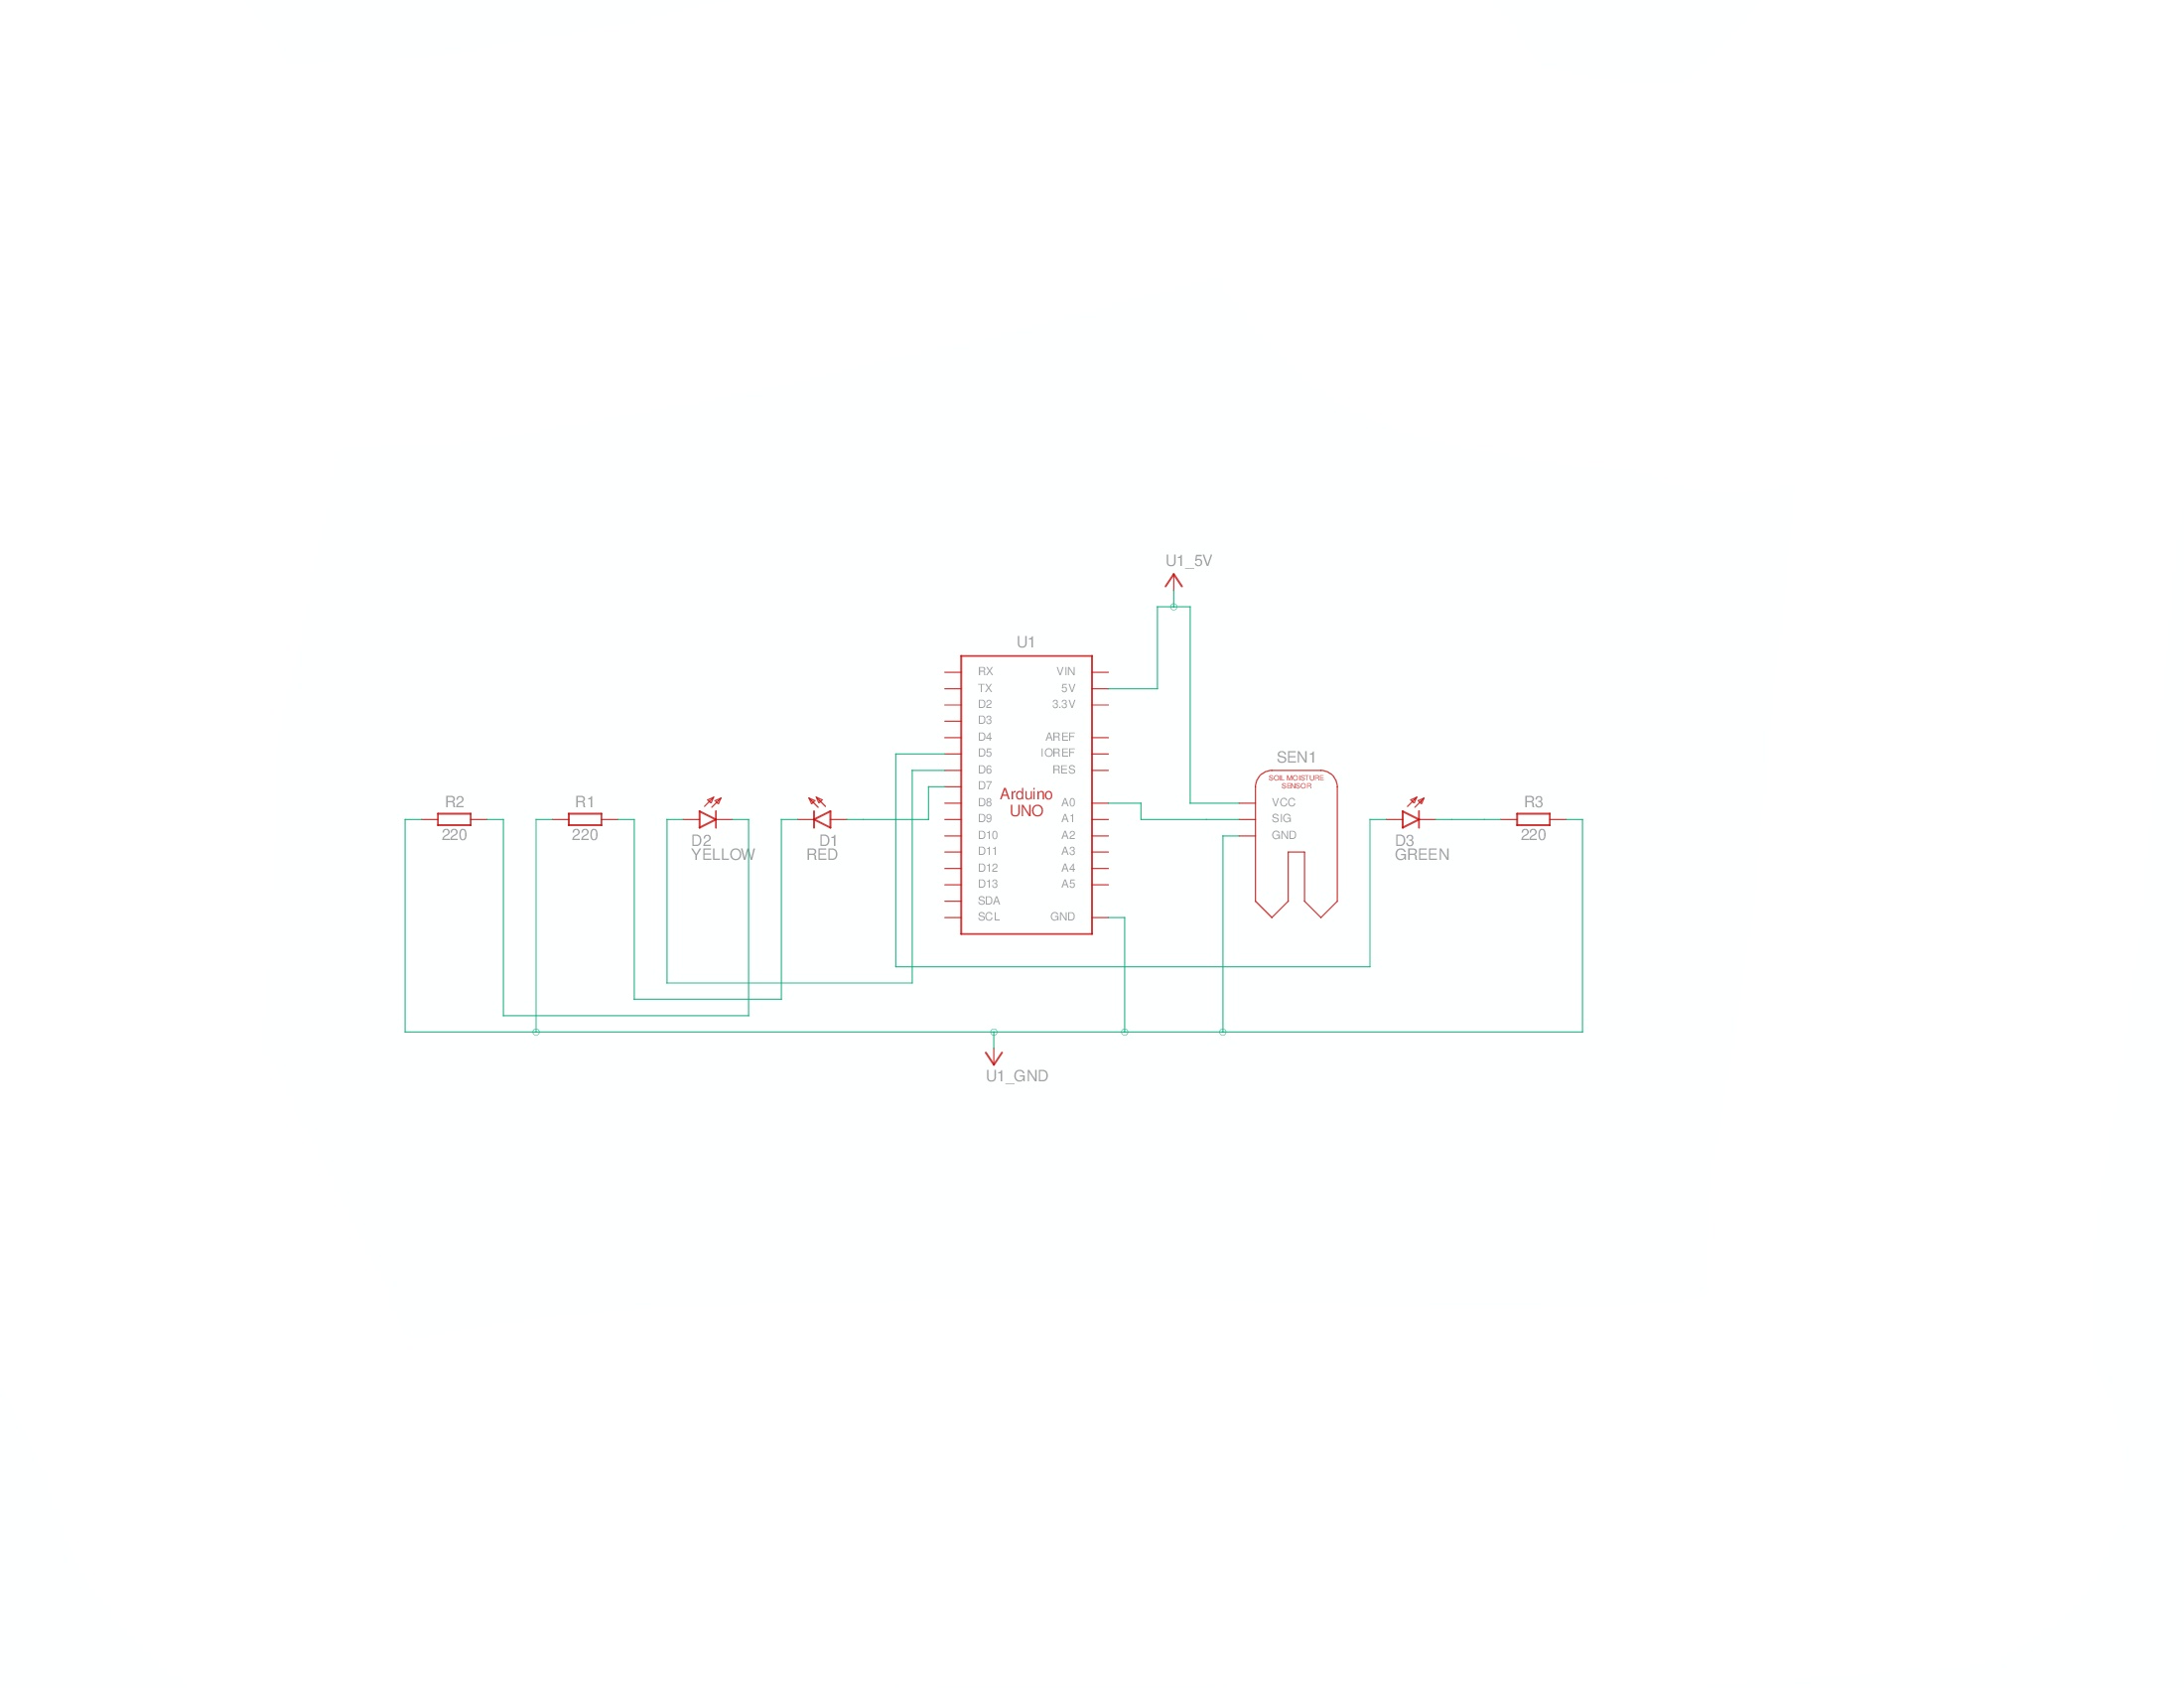 U1_5V
U1
RX
TX
D2
D3
D4
D5
D6
D7
D8
D9
D10
D11
D12
D13
SDA
SCL
VIN
5V
3.3V
AREF
IOREF
RES
A0
A1
A2
A3
A4
A5
GND
Arduino
UNO
R2
220
R1
220
D2
YELLOW
D1
RED
SEN1
SOIL MOISTURE
SENSOR
VCC
SIG
GND
D3
GREEN
R3
220
U1_GND